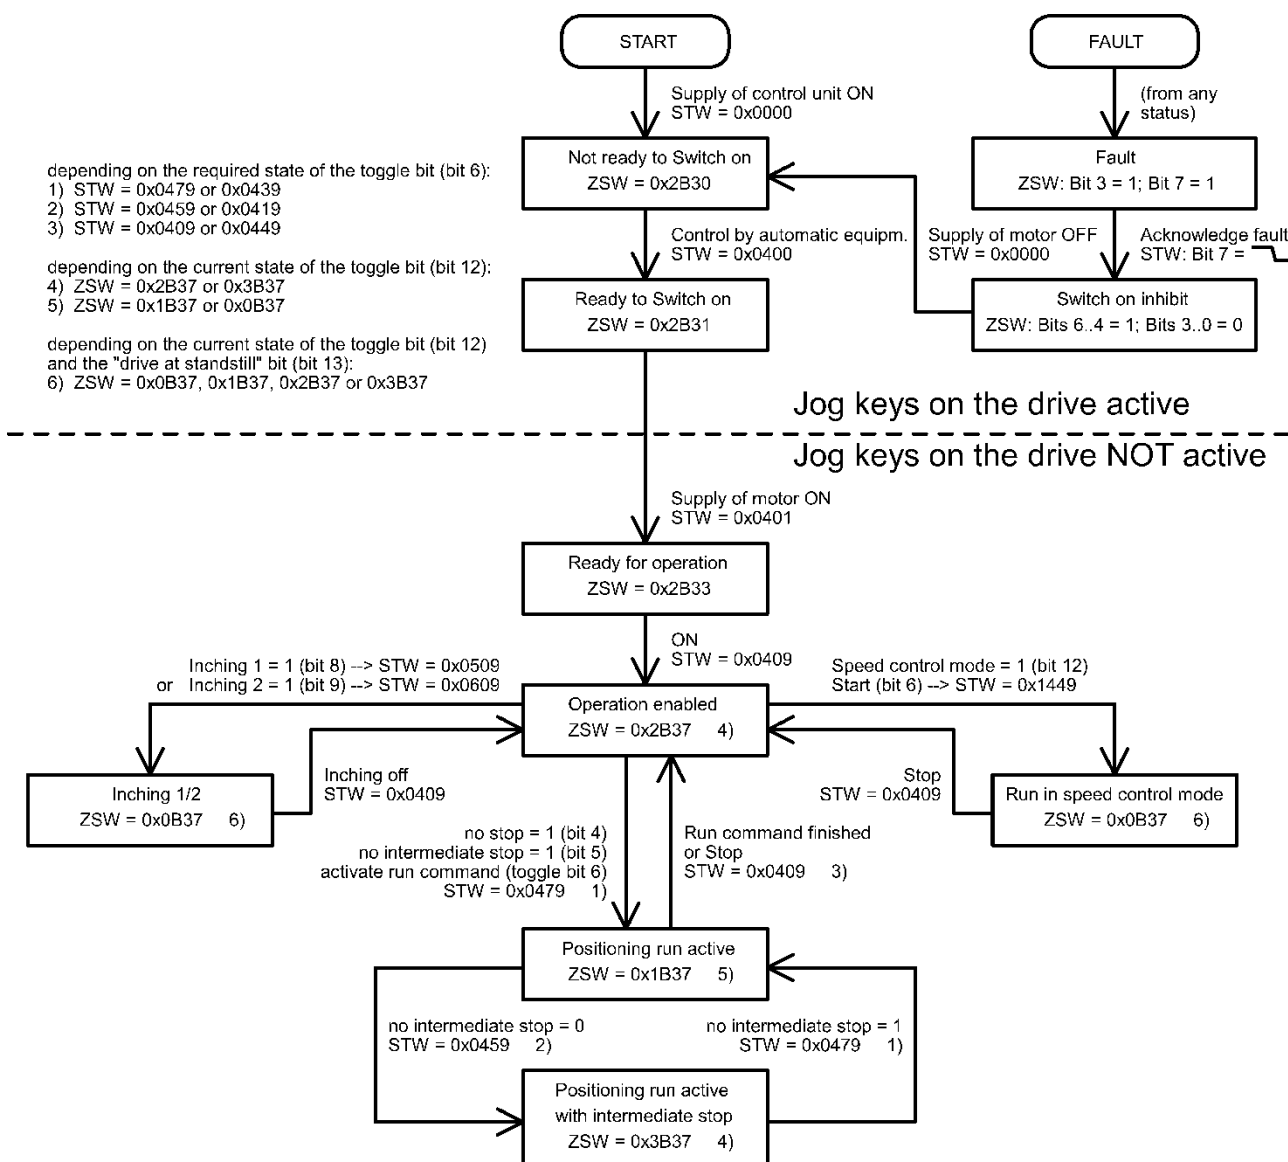 START
FAULT
Supply of control unit ON
STW = 0x0000
(from any
status)
Not ready to Switch on
ZSW = 0x2B30
Fault
ZSW: Bit 3 = 1; Bit 7 = 1
depending on the required state of the toggle bit (bit 6):
1) STW = 0x0479 or 0x0439
2) STW = 0x0459 or 0x0419
3) STW = 0x0409 or 0x0449
depending on the current state of the toggle bit (bit 12):
4) ZSW = 0x2B37 or 0x3B37
5) ZSW = 0x1B37 or 0x0B37
depending on the current state of the toggle bit (bit 12)
and the "drive at standstill" bit (bit 13):
6) ZSW = 0x0B37, 0x1B37, 0x2B37 or 0x3B37
Control by automatic equipm.
STW = 0x0400
Supply of motor OFF
STW = 0x0000
Acknowledge fault
STW: Bit 7 =
Ready to Switch on
ZSW = 0x2B31
Switch on inhibit
ZSW: Bits 6..4 = 1; Bits 3..0 = 0
Jog keys on the drive active
Jog keys on the drive NOT active
Supply of motor ON
STW = 0x0401
Ready for operation
ZSW = 0x2B33
ON
STW = 0x0409
Inching 1 = 1 (bit 8) --> STW = 0x0509
or Inching 2 = 1 (bit 9) --> STW = 0x0609
Speed control mode = 1 (bit 12)
Start (bit 6) --> STW = 0x1449
Operation enabled
ZSW = 0x2B37 4)
Inching off
STW = 0x0409
Stop
STW = 0x0409
Inching 1/2
ZSW = 0x0B37 6)
Run in speed control mode
ZSW = 0x0B37 6)
no stop = 1 (bit 4)
no intermediate stop = 1 (bit 5)
activate run command (toggle bit 6)
STW = 0x0479 1)
Run command finished
or Stop
STW = 0x0409 3)
Positioning run active
ZSW = 0x1B37 5)
no intermediate stop = 0
STW = 0x0459 2)
no intermediate stop = 1
STW = 0x0479 1)
Positioning run active
with intermediate stop
ZSW = 0x3B37 4)